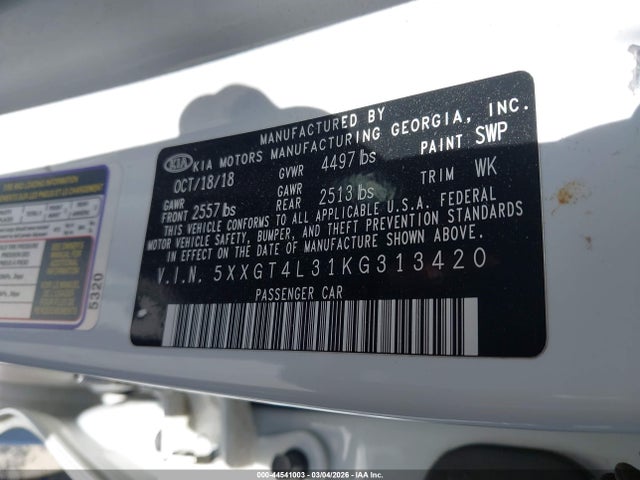 MANUFACTURED BY
KIA KIA MOTORS MANUFACTURING GEORGIA, INC.
OCT/18/18 GVWR 4497 lbs PAINT SWP
GAWR FRONT 2557 lbs GAWR REAR 2513 lbs TRIM WK
THIS VEHICLE CONFORMS TO ALL APPLICABLE U.S.A. FEDERAL
MOTOR VEHICLE SAFETY, BUMPER, AND THEFT PREVENTION STANDARDS
IN EFFECT ON THE DATE OF MANUFACTURE SHOWN ABOVE.
V.I.N. 5XXGT4L31KG313420
PASSENGER CAR
5320
000-44541003 — 03/04/2026 — IAA, Inc.